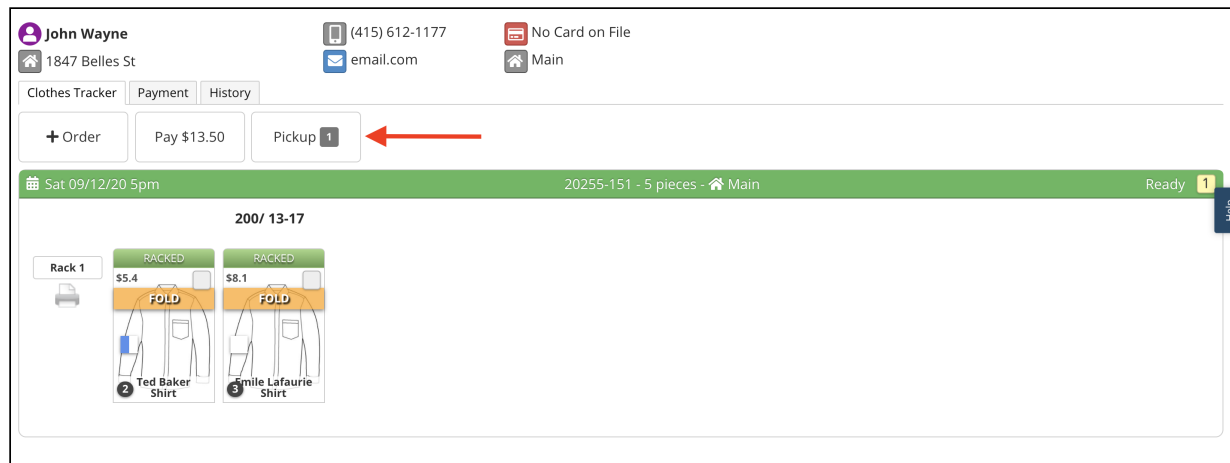 John Wayne
(415) 612-1177
No Card on File
1847 Belles St
email.com
Main
Clothes Tracker
Payment
History
+ Order
Pay $13.50
Pickup 1
Sat 09/12/20 5pm
20255-151 - 5 pieces - Main
Ready 1
Help
200/ 13-17
Rack 1
RACKED
$5.4
FOLD
2 Ted Baker
Shirt
RACKED
$8.1
FOLD
3 Emile Lafaurie
Shirt